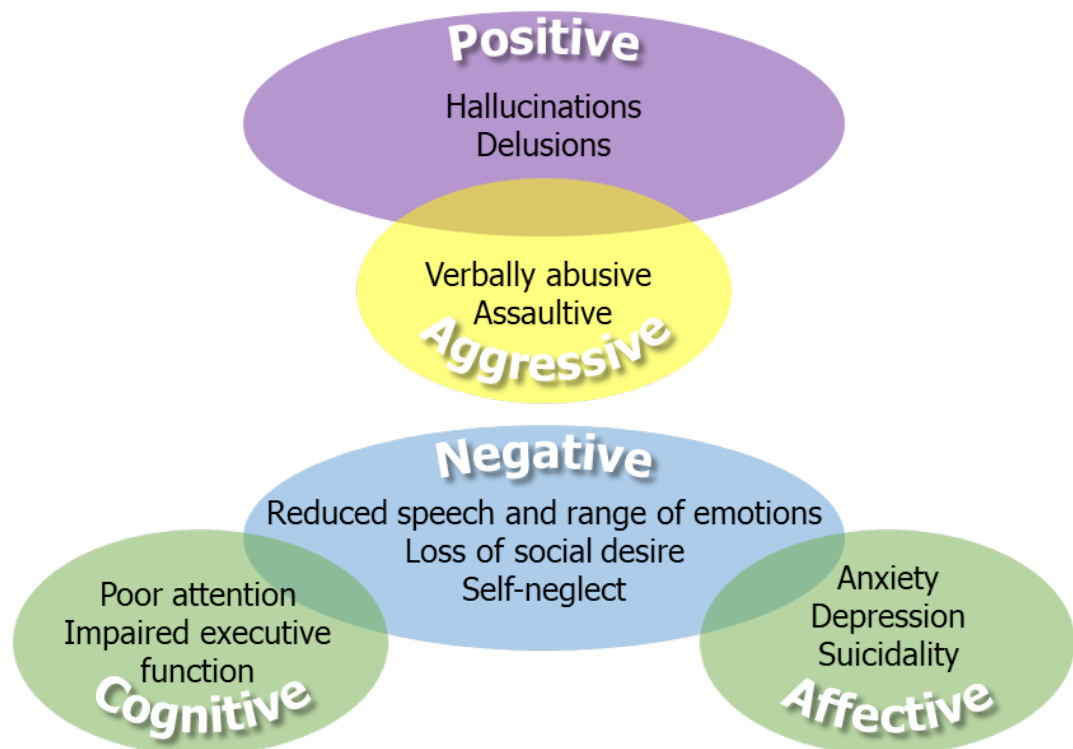 Positive
Hallucinations
Delusions
Verbally abusive
Assaultive
Aggressive
Negative
Reduced speech and range of emotions
Loss of social desire
Self-neglect
Poor attention
Impaired executive
function
Cognitive
Anxiety
Depression
Suicidality
Affective